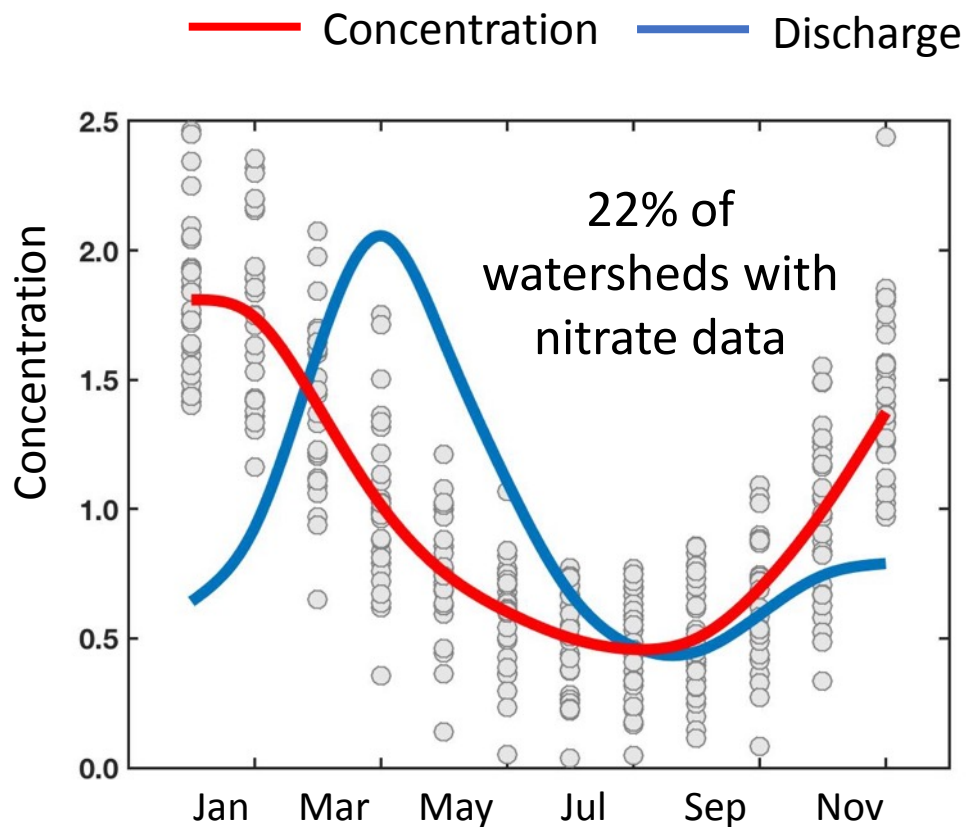 Concentration Discharge
2.5
22% of
watersheds with
nitrate data
2.0
1.5
1.0
0.5
0.0
Concentration
Jan Mar May Jul Sep Nov